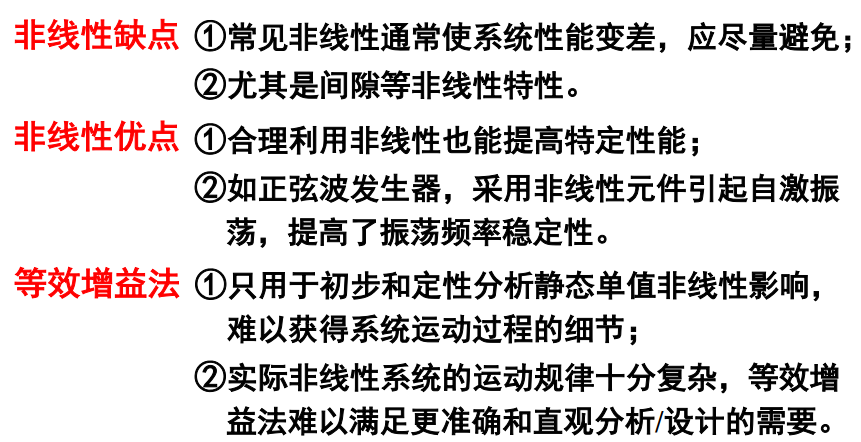 非线性缺点 ①常见非线性通常使系统性能变差，应尽量避免；
②尤其是间隙等非线性特性。
非线性优点 ①合理利用非线性也能提高特定性能；
②如正弦波发生器，采用非线性元件引起自激振
荡，提高了振荡频率稳定性。
等效增益法 ①只用于初步和定性分析静态单值非线性影响，
难以获得系统运动过程的细节；
②实际非线性系统的运动规律十分复杂，等效增
益法难以满足更准确和直观分析/设计的需要。